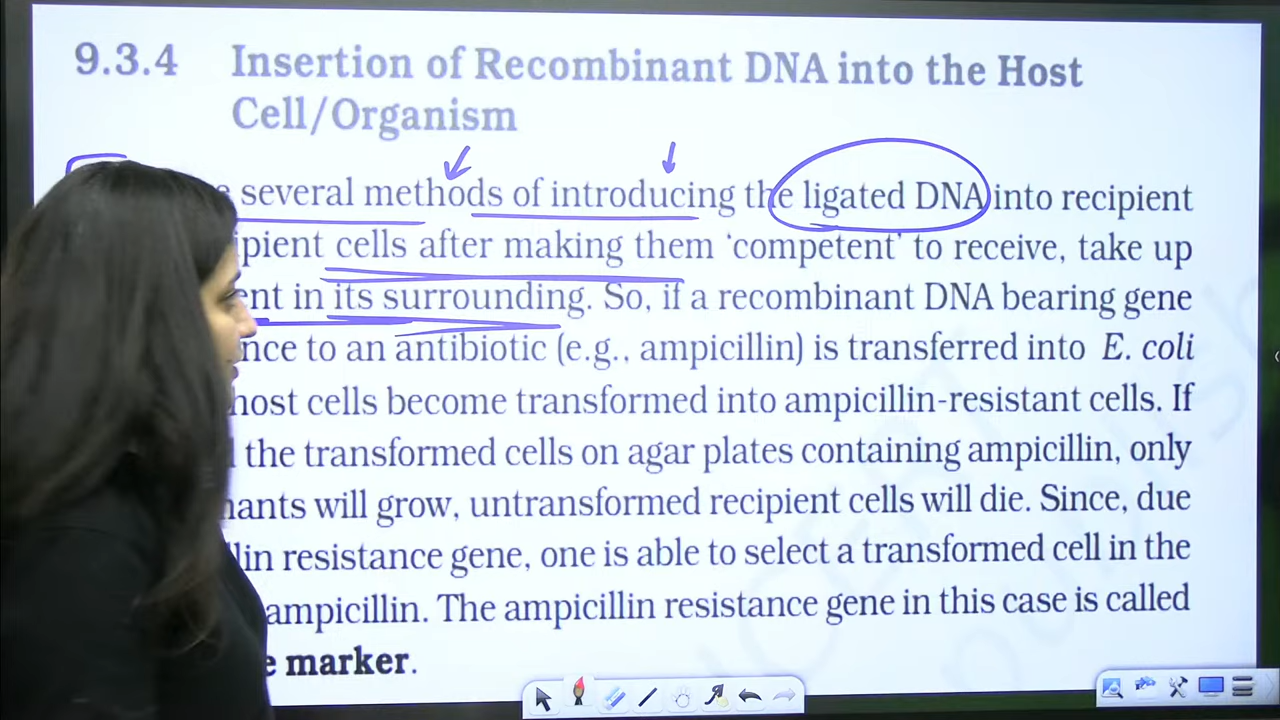 9.3.4 Insertion of Recombinant DNA into the Host
Cell/Organism
several methods of introducing the ligated DNA into recipient
cells after making them ‘competent’ to receive, take up
in its surrounding. So, if a recombinant DNA bearing gene
to an antibiotic (e.g., ampicillin) is transferred into E. coli
host cells become transformed into ampicillin-resistant cells. If
the transformed cells on agar plates containing ampicillin, only
will grow, untransformed recipient cells will die. Since, due
resistance gene, one is able to select a transformed cell in the
ampicillin. The ampicillin resistance gene in this case is called
marker.